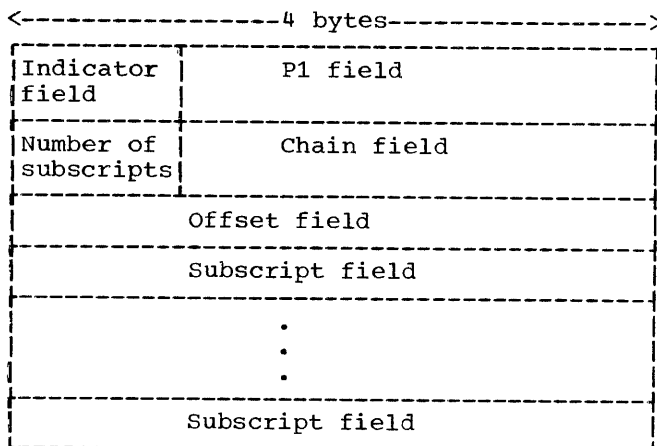 <-----------------4 bytes----------------->
Indicator field
P1 field
Number of subscripts
Chain field
Offset field
Subscript field
.
.
.
Subscript field